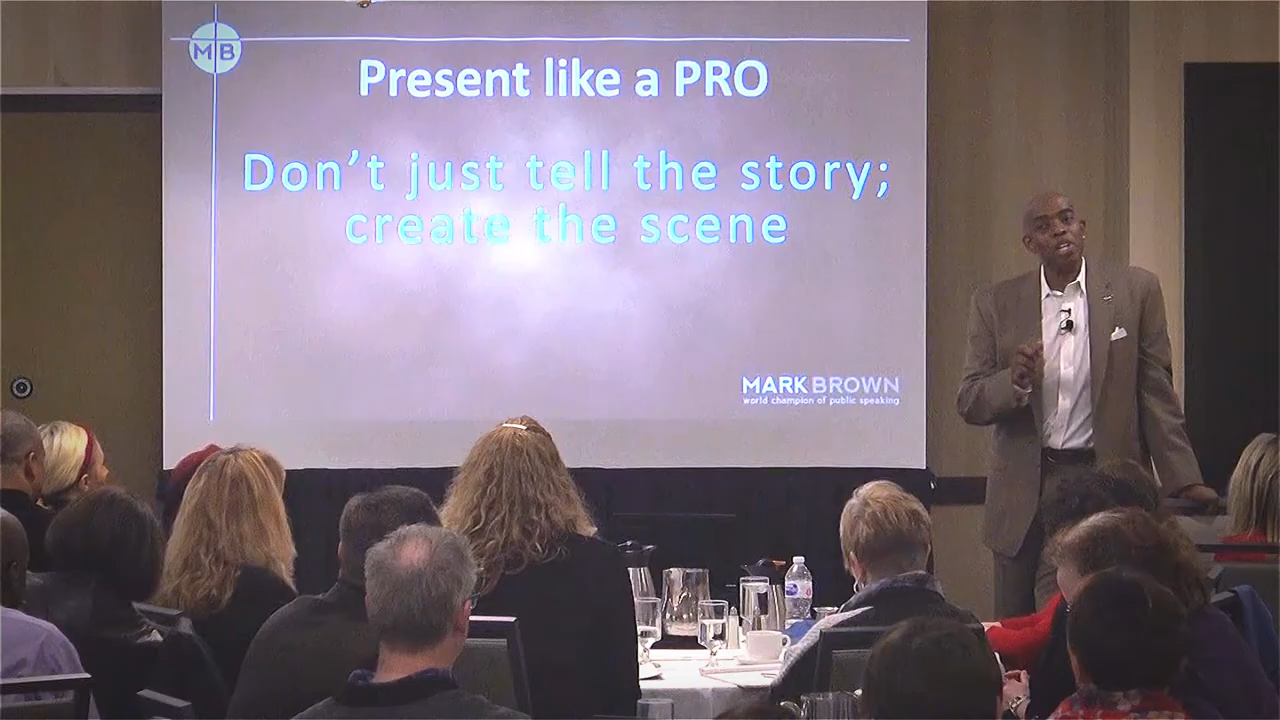 MB
Present like a PRO
Don't just tell the story;
create the scene
MARK BROWN
world champion of public speaking